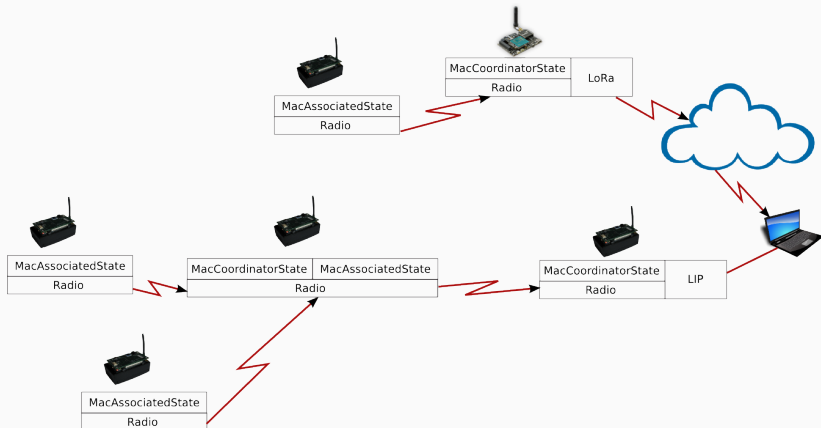 MacCoordinatorState
LoRa
Radio
MacAssociatedState
Radio
MacAssociatedState
Radio
MacCoordinatorState MacAssociatedState
Radio
MacCoordinatorState
LIP
Radio
MacAssociatedState
Radio